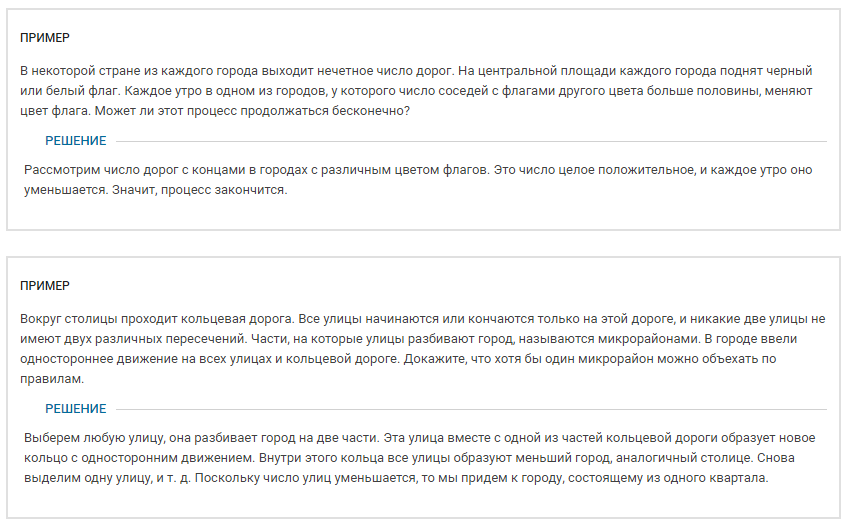 ПРИМЕР
В некоторой стране из каждого города выходит нечетное число дорог. На центральной площади каждого города поднят черный
или белый флаг. Каждое утро в одном из городов, у которого число соседей с флагами другого цвета больше половины, меняют
цвет флага. Может ли этот процесс продолжаться бесконечно?
РЕШЕНИЕ
Рассмотрим число дорог с концами в городах с различным цветом флагов. Это число целое положительное, и каждое утро оно
уменьшается. Значит, процесс закончится.
ПРИМЕР
Вокруг столицы проходит кольцевая дорога. Все улицы начинаются или кончаются только на этой дороге, и никакие две улицы не
имеют двух различных пересечений. Части, на которые улицы разбивают город, называются микрорайонами. В городе ввели
одностороннее движение на всех улицах и кольцевой дороге. Докажите, что хотя бы один микрорайон можно объехать по
правилам.
РЕШЕНИЕ
Выберем любую улицу, она разбивает город на две части. Эта улица вместе с одной из частей кольцевой дороги образует новое
кольцо с односторонним движением. Внутри этого кольца все улицы образуют меньший город, аналогичный столице. Снова
выделим одну улицу, и т. д. Поскольку число улиц уменьшается, то мы придем к городу, состоящему из одного квартала.